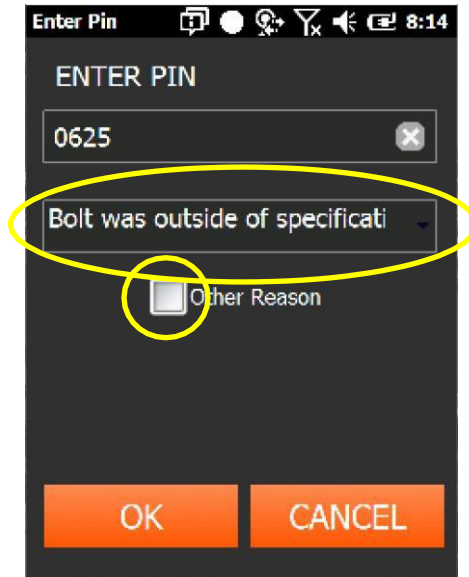 Enter Pin 8:14
ENTER PIN
0625
Bolt was outside of specificati
Other Reason
OK CANCEL